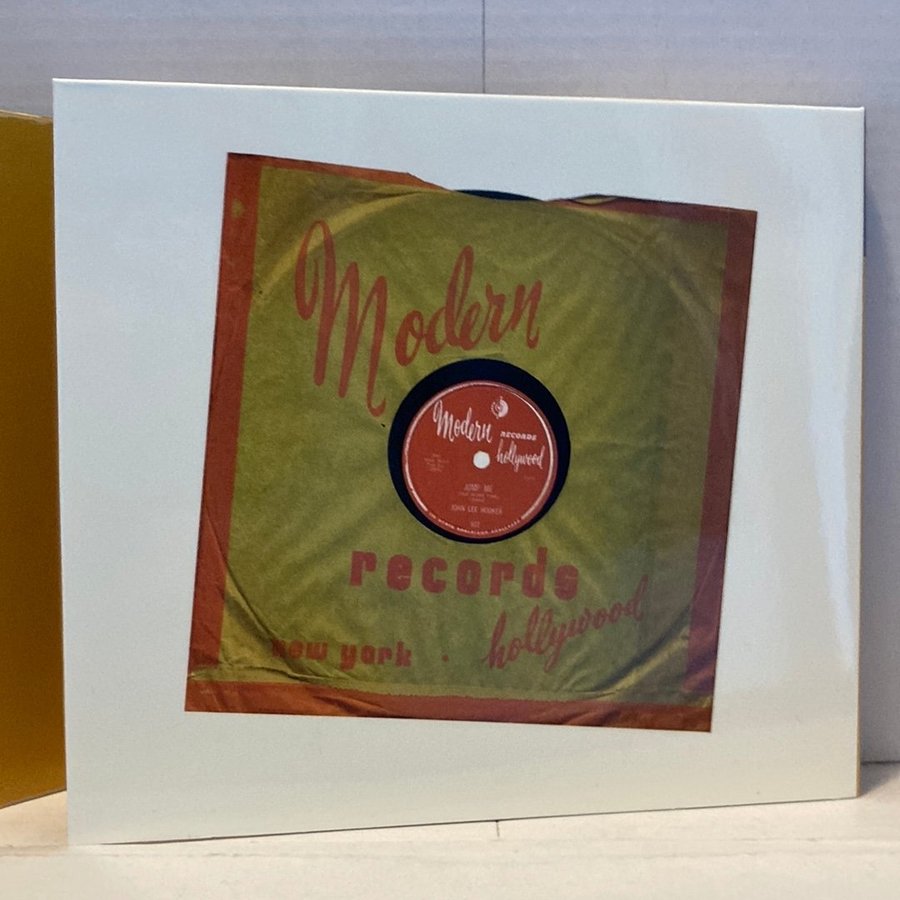 Modern
Modern RECORDS
hollywood
JUMP ME
JOHN LEE HOOKER
records
new york · hollywood